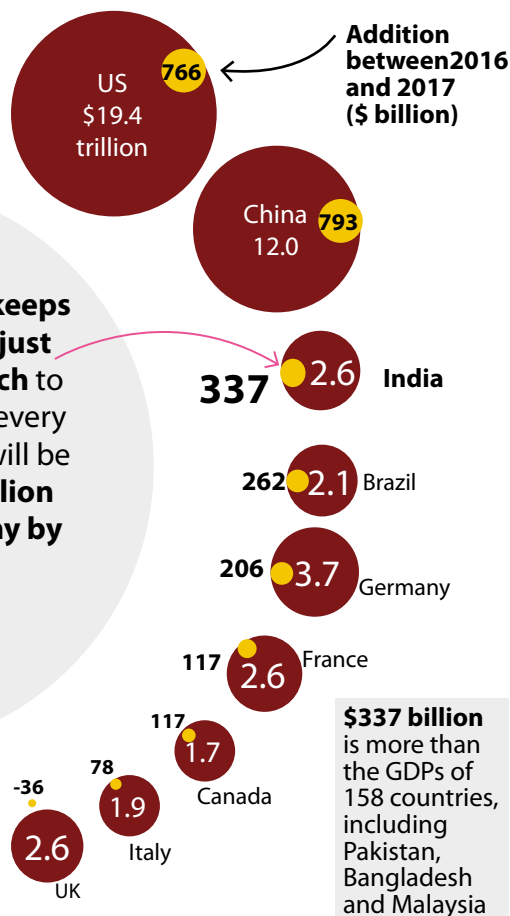 766
US
$19.4
trillion
Addition
between2016
and 2017
($ billion)
China
12.0
793
keeps
just
ch to
every
will be
lion
y by
337
2.6
India
262
2.1
Brazil
206
3.7
Germany
117
2.6
France
117
1.7
Canada
78
1.9
Italy
-36
2.6
UK
$337 billion
is more than
the GDPs of
158 countries,
including
Pakistan,
Bangladesh
and Malaysia